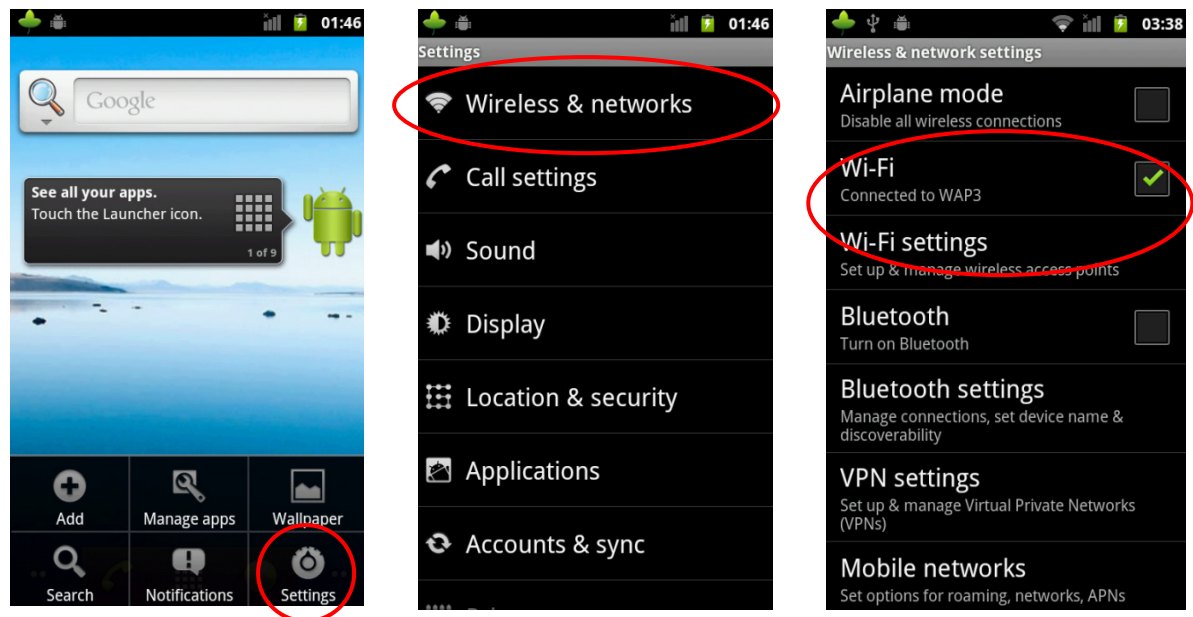 01:46
Google
See all your apps.
Touch the Launcher icon.
1 of 9
Add
Manage apps
Wallpaper
Search
Notifications
Settings
01:46
Settings
Wireless & networks
Call settings
Sound
Display
Location & security
Applications
Accounts & sync
03:38
Wireless & network settings
Airplane mode
Disable all wireless connections
Wi-Fi
Connected to WAP3
Wi-Fi settings
Set up & manage wireless access points
Bluetooth
Turn on Bluetooth
Bluetooth settings
Manage connections, set device name &
discoverability
VPN settings
Set up & manage Virtual Private Networks
(VPNs)
Mobile networks
Set options for roaming, networks, APNs